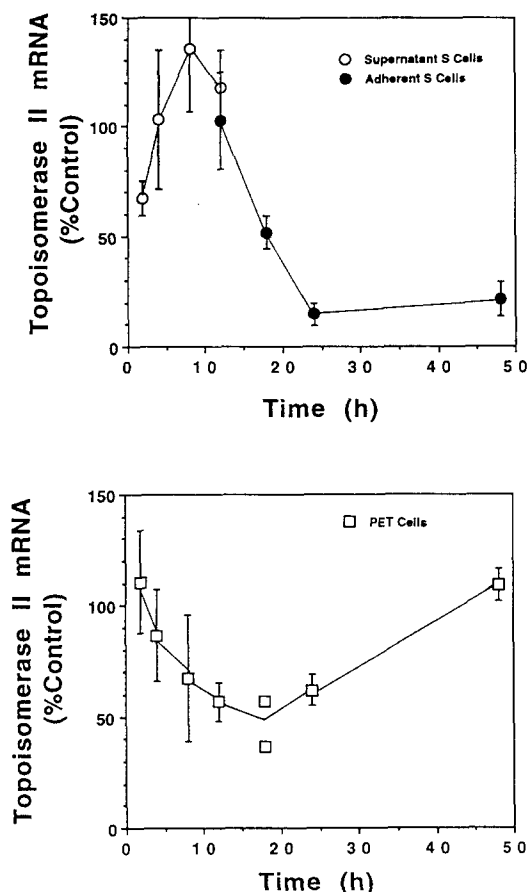 Topoisomerase II mRNA
(%Control)
150
100
50
0
Supernatant S Cells
Adherent S Cells
0 10 20 30 40 50
Time (h)
Topoisomerase II mRNA
(%Control)
150
100
50
0
PET Cells
0 10 20 30 40 50
Time (h)